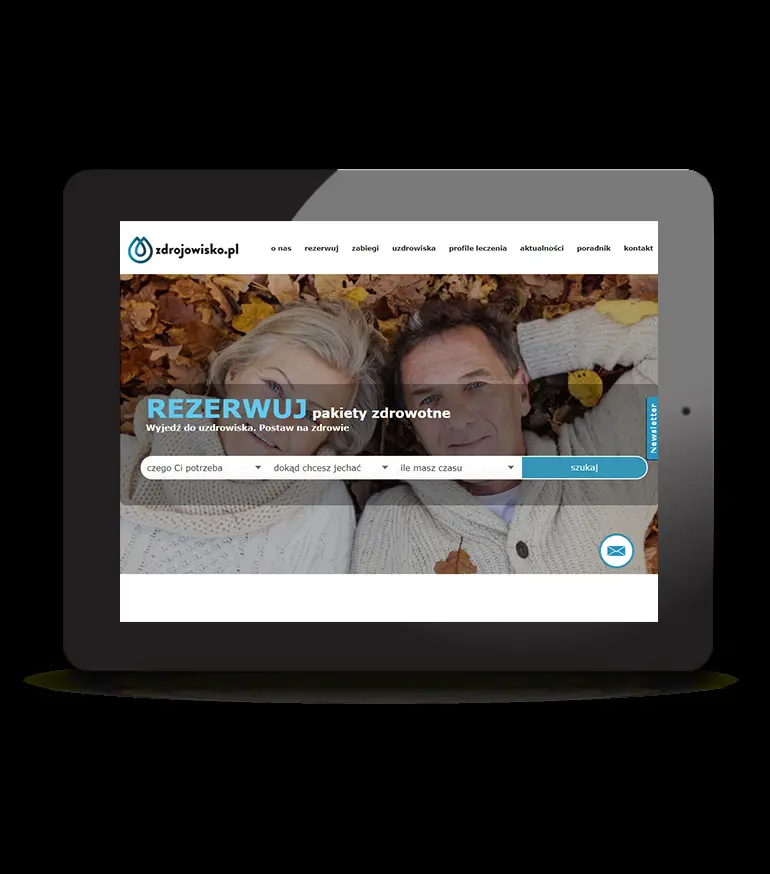 zdrojowisko.pl
o nas rezerwuj zabiegi uzdrowiska profile leczenia aktualności poradnik kontakt
REZERWUJ pakiety zdrowotne
Wyjedź do uzdrowiska, Postaw na zdrowie
czego Ci potrzeba dokąd chcesz jechać ile masz czasu szukaj
Newsletter